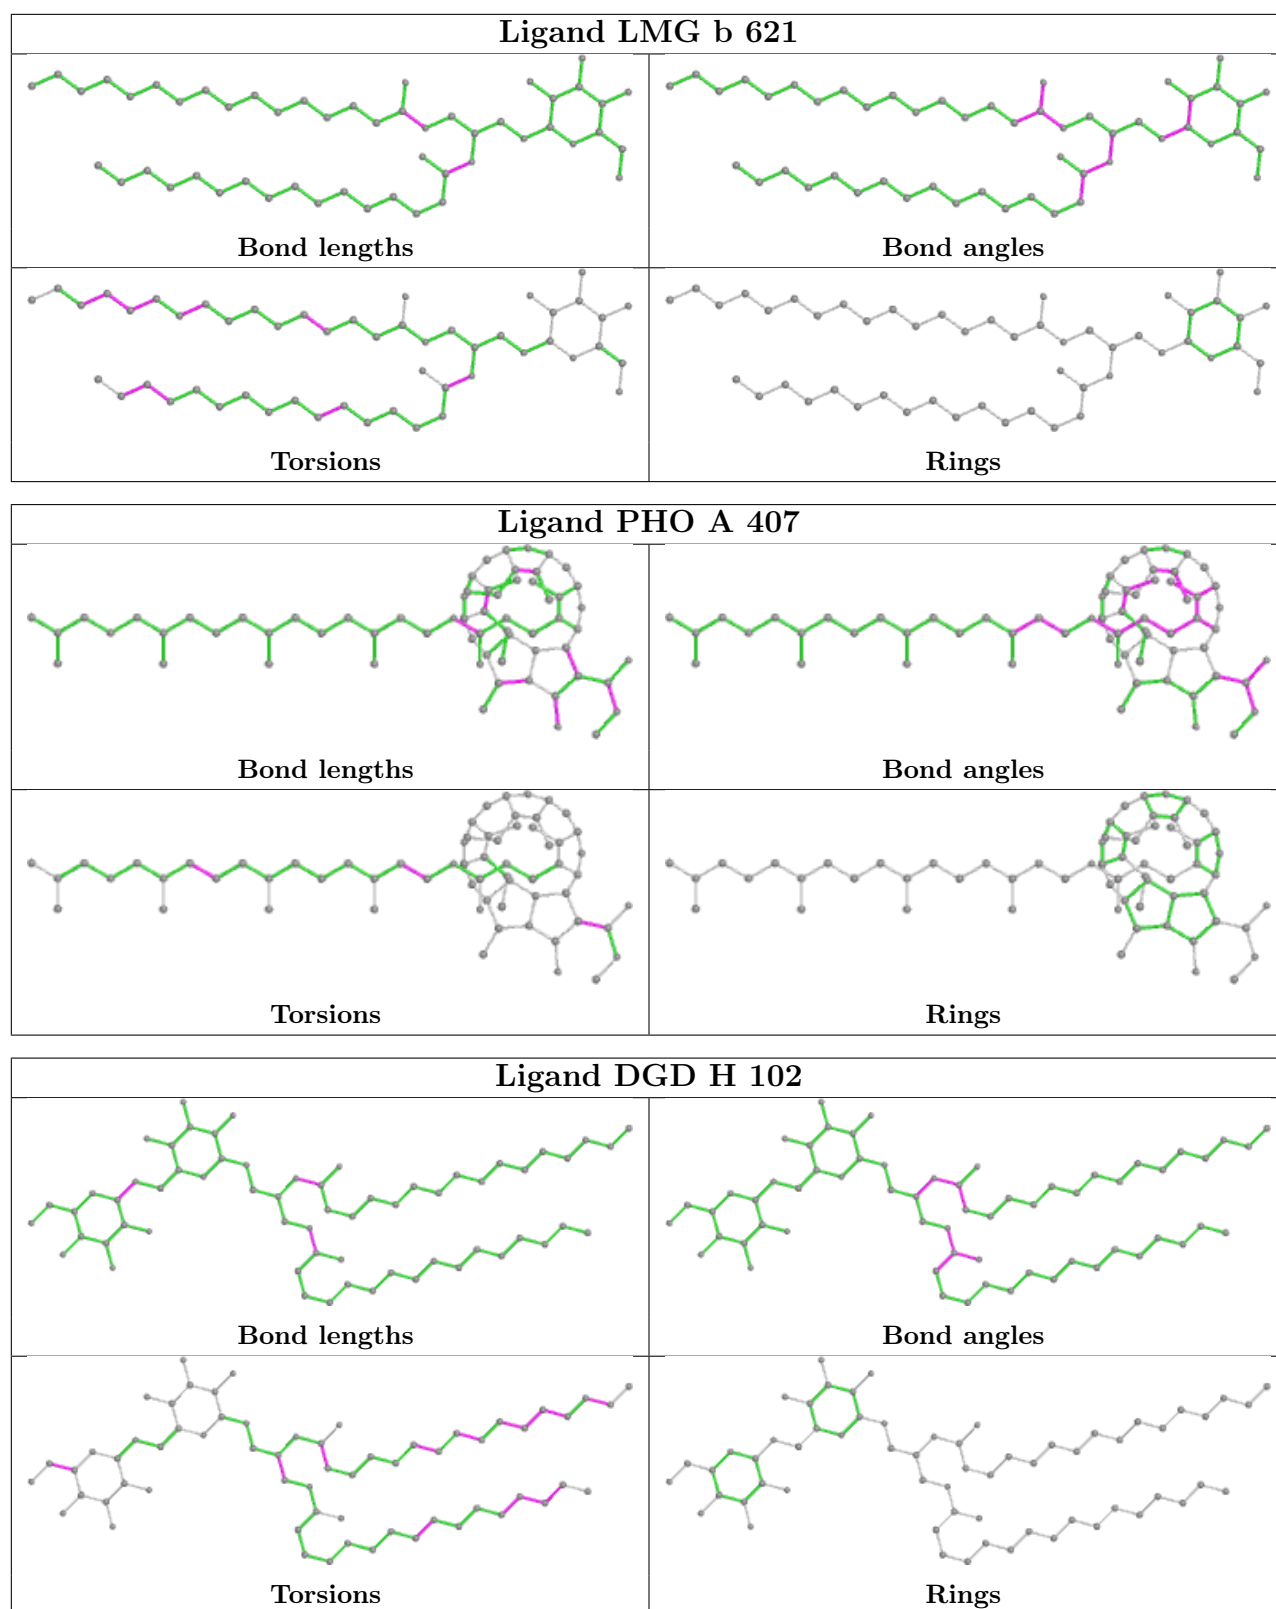 Ligand LMG b 621
Bond lengths
Bond angles
Torsions
Rings
Ligand PHO A 407
Bond lengths
Bond angles
Torsions
Rings
Ligand DGD H 102
Bond lengths
Bond angles
Torsions
Rings